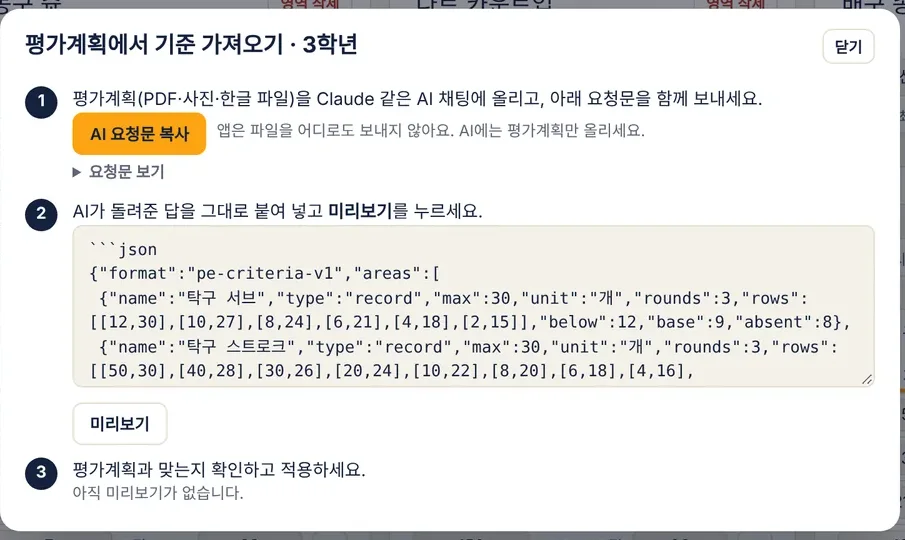 영역 삭제
영역 삭제
평가계획에서 기준 가져오기 · 3학년
닫기
1
평가계획(PDF·사진·한글 파일)을 Claude 같은 AI 채팅에 올리고, 아래 요청문을 함께 보내세요.
AI 요청문 복사
앱은 파일을 어디로도 보내지 않아요. AI에는 평가계획만 올리세요.
▶ 요청문 보기
2
AI가 돌려준 답을 그대로 붙여 넣고 미리보기를 누르세요.
```json
{"format":"pe-criteria-v1","areas":[
{"name":"탁구 서브","type":"record","max":30,"unit":"개","rounds":3,"rows":
[[12,30],[10,27],[8,24],[6,21],[4,18],[2,15]],"below":12,"base":9,"absent":8},
{"name":"탁구 스트로크","type":"record","max":30,"unit":"개","rounds":3,"rows":
[[50,30],[40,28],[30,26],[20,24],[10,22],[8,20],[6,18],[4,16],
미리보기
3
평가계획과 맞는지 확인하고 적용하세요.
아직 미리보기가 없습니다.